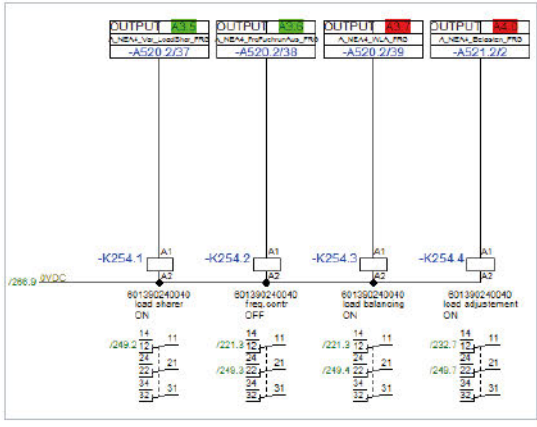 OUTPUT A3.5
A_NEA4_Vor_LoadShar_FRG
-A520.2/37
OUTPUT A3.6
-A520.2/38
OUTPUT A3.7
A_NEA4_WLA_FRG
-A520.2/39
OUTPUT A4.0
A_NEA4_Belasten_FRG
-A521.2/2
-K254.1 A1
A2
-K254.2 A1
A2
-K254.3 A1
A2
-K254.4 A1
A2
/266.9 0VDC
601390240040
load sharer
ON
601390240040
freq.contr
OFF
601390240040
load balancing
ON
601390240040
load adjustement
ON
/249.2 14
12 11
24
22 21
34
32 31
/221.3 14
12 11
/249.3 24
22 21
34
32 31
/221.3 14
12 11
/249.4 24
22 21
34
32 31
/232.7 14
12 11
/249.7 24
22 21
34
32 31